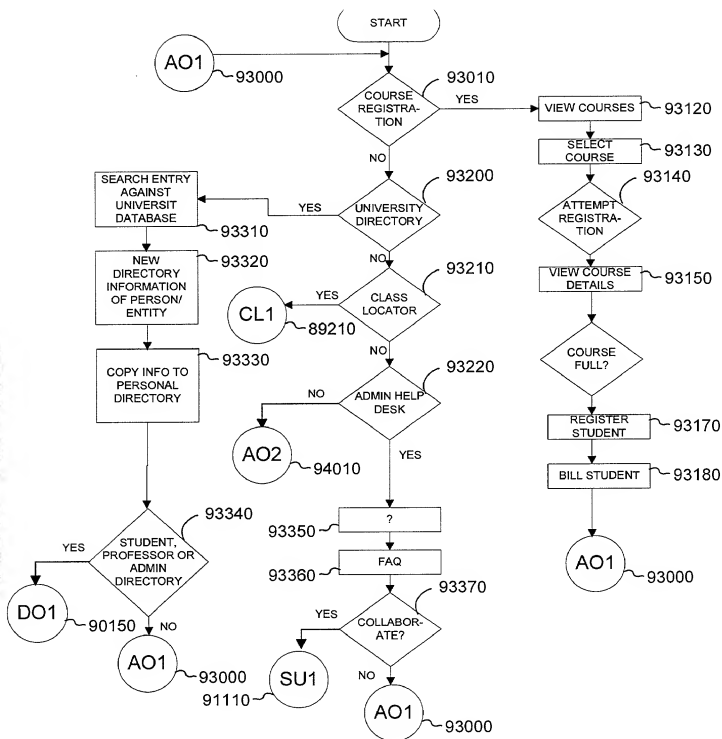 START
AO1
93000
COURSE
REGISTRA-
TION
93010
YES
NO
VIEW COURSES
93120
SELECT
COURSE
93130
93140
ATTEMPT
REGISTRA-
TION
VIEW COURSE
DETAILS
93150
COURSE
FULL?
REGISTER
STUDENT
93170
BILL STUDENT
93180
AO1
93000
93200
UNIVERSITY
DIRECTORY
YES
NO
SEARCH ENTRY
AGAINST
UNIVERSIT
DATABASE
93310
93320
NEW
DIRECTORY
INFORMATION
OF PERSON/
ENTITY
93330
COPY INFO TO
PERSONAL
DIRECTORY
93340
STUDENT,
PROFESSOR OR
ADMIN
DIRECTORY
YES
DO1
90150
NO
AO1
93000
93210
CLASS
LOCATOR
YES
CL1
89210
NO
93220
ADMIN HELP
DESK
NO
AO2
94010
YES
?
93350
FAQ
93360
93370
COLLABOR-
ATE?
YES
SU1
91110
NO
AO1
93000